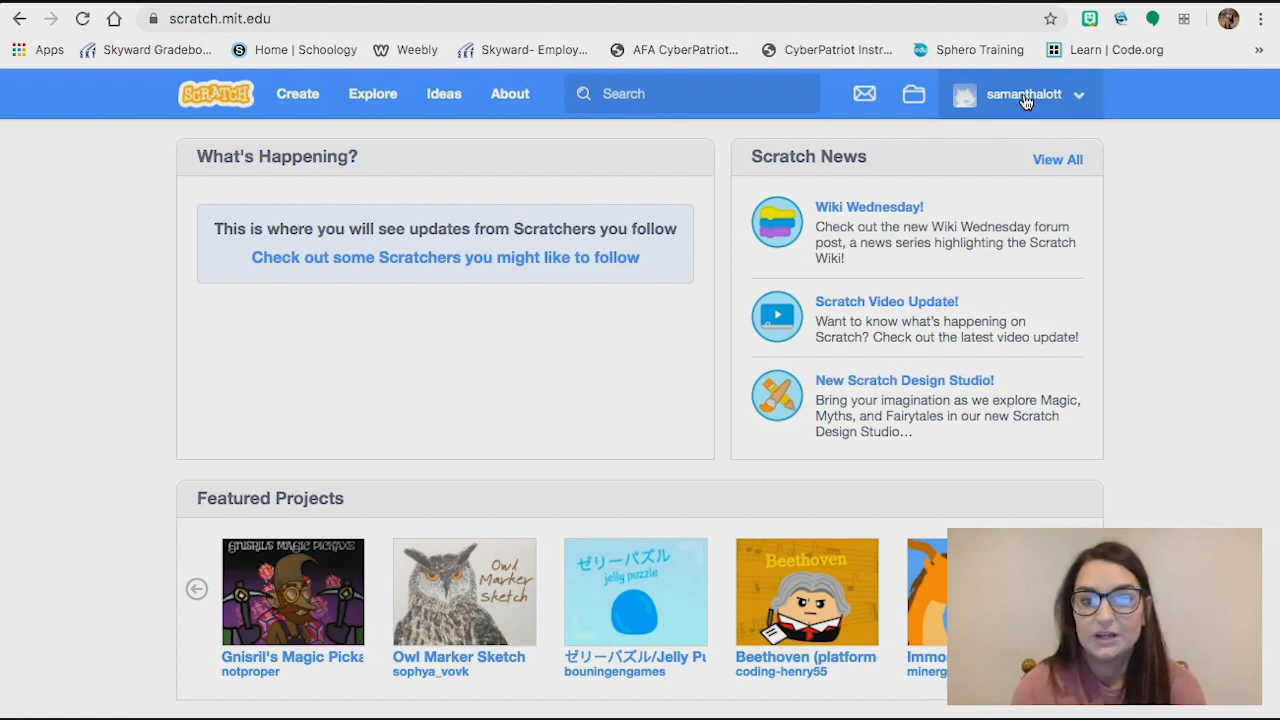 scratch.mit.edu
Apps
Skyward Gradebo...
Home | Schoology
Weebly
Skyward- Employ...
AFA CyberPatriot...
CyberPatriot Instr...
Sphero Training
Learn | Code.org
»
SCRATCH
Create
Explore
Ideas
About
Search
samanthalott
What's Happening?
This is where you will see updates from Scratchers you follow
Check out some Scratchers you might like to follow
Scratch News
View All
Wiki Wednesday!
Check out the new Wiki Wednesday forum
post, a news series highlighting the Scratch
Wiki!
Scratch Video Update!
Want to know what's happening on
Scratch? Check out the latest video update!
New Scratch Design Studio!
Bring your imagination as we explore Magic,
Myths, and Fairytales in our new Scratch
Design Studio...
Featured Projects
GNISRIL'S MAGIC PICKAXE
Owl
Marker
Sketch
ゼリーパズル
jelly puzzle
Beethoven
Gnisril's Magic Picka
Owl Marker Sketch
ゼリーパズル/Jelly Pu
Beethoven (platform
Immo
notproper
sophya_vovk
bouningengames
coding-henry55
minerg